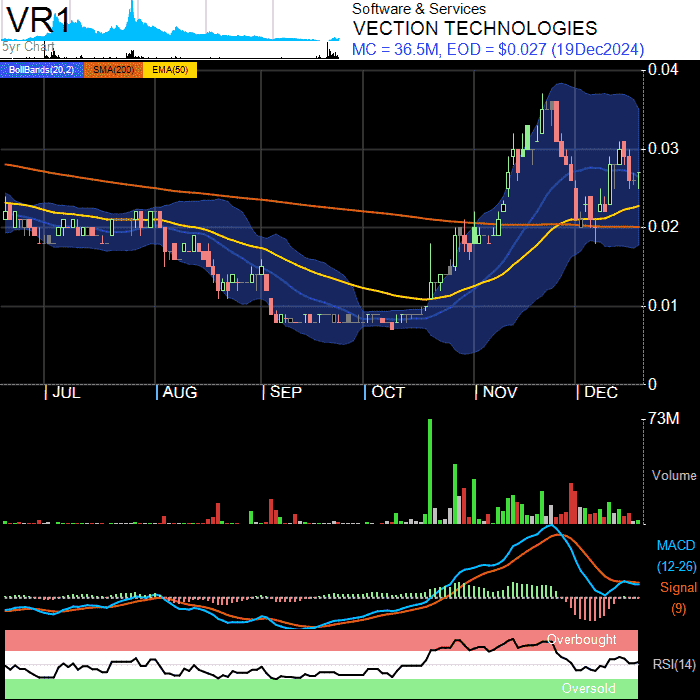 VR1
5yr Chart
Software & Services
VECTION TECHNOLOGIES
MC = 36.5M, EOD = $0.027 (19Dec2024)
BollBands(20,2) SMA(200) EMA(50)
0.04
0.03
0.02
0.01
0
JUL AUG SEP OCT NOV DEC
73M
Volume
MACD
(12-26)
Signal
(9)
Overbought
RSI(14)
Oversold